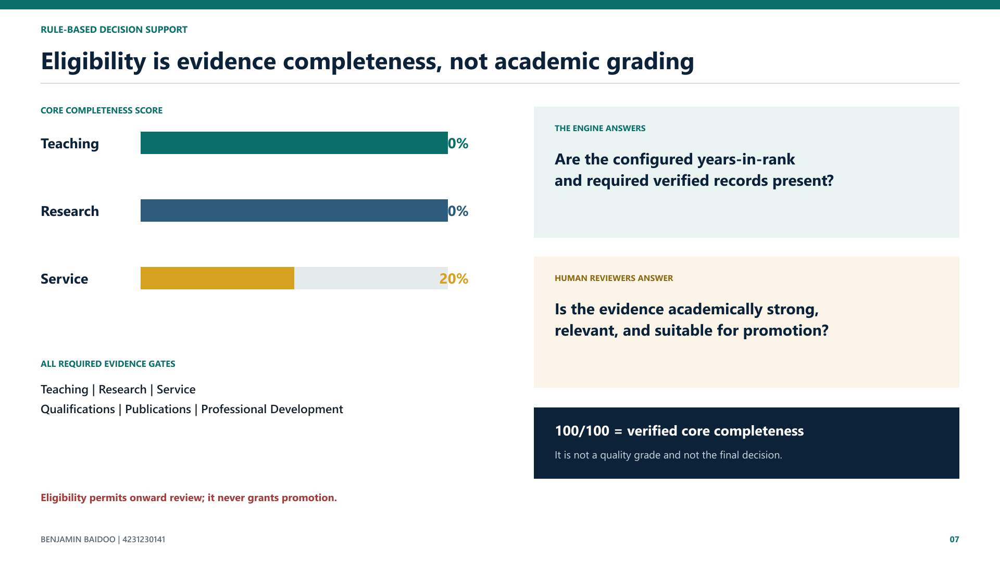 RULE-BASED DECISION SUPPORT
Eligibility is evidence completeness, not academic grading
CORE COMPLETENESS SCORE
Teaching 0%
Research 0%
Service 20%
ALL REQUIRED EVIDENCE GATES
Teaching | Research | Service
Qualifications | Publications | Professional Development
Eligibility permits onward review; it never grants promotion.
THE ENGINE ANSWERS
Are the configured years-in-rank
and required verified records present?
HUMAN REVIEWERS ANSWER
Is the evidence academically strong,
relevant, and suitable for promotion?
100/100 = verified core completeness
It is not a quality grade and not the final decision.
BENJAMIN BAIDOO | 4231230141
07